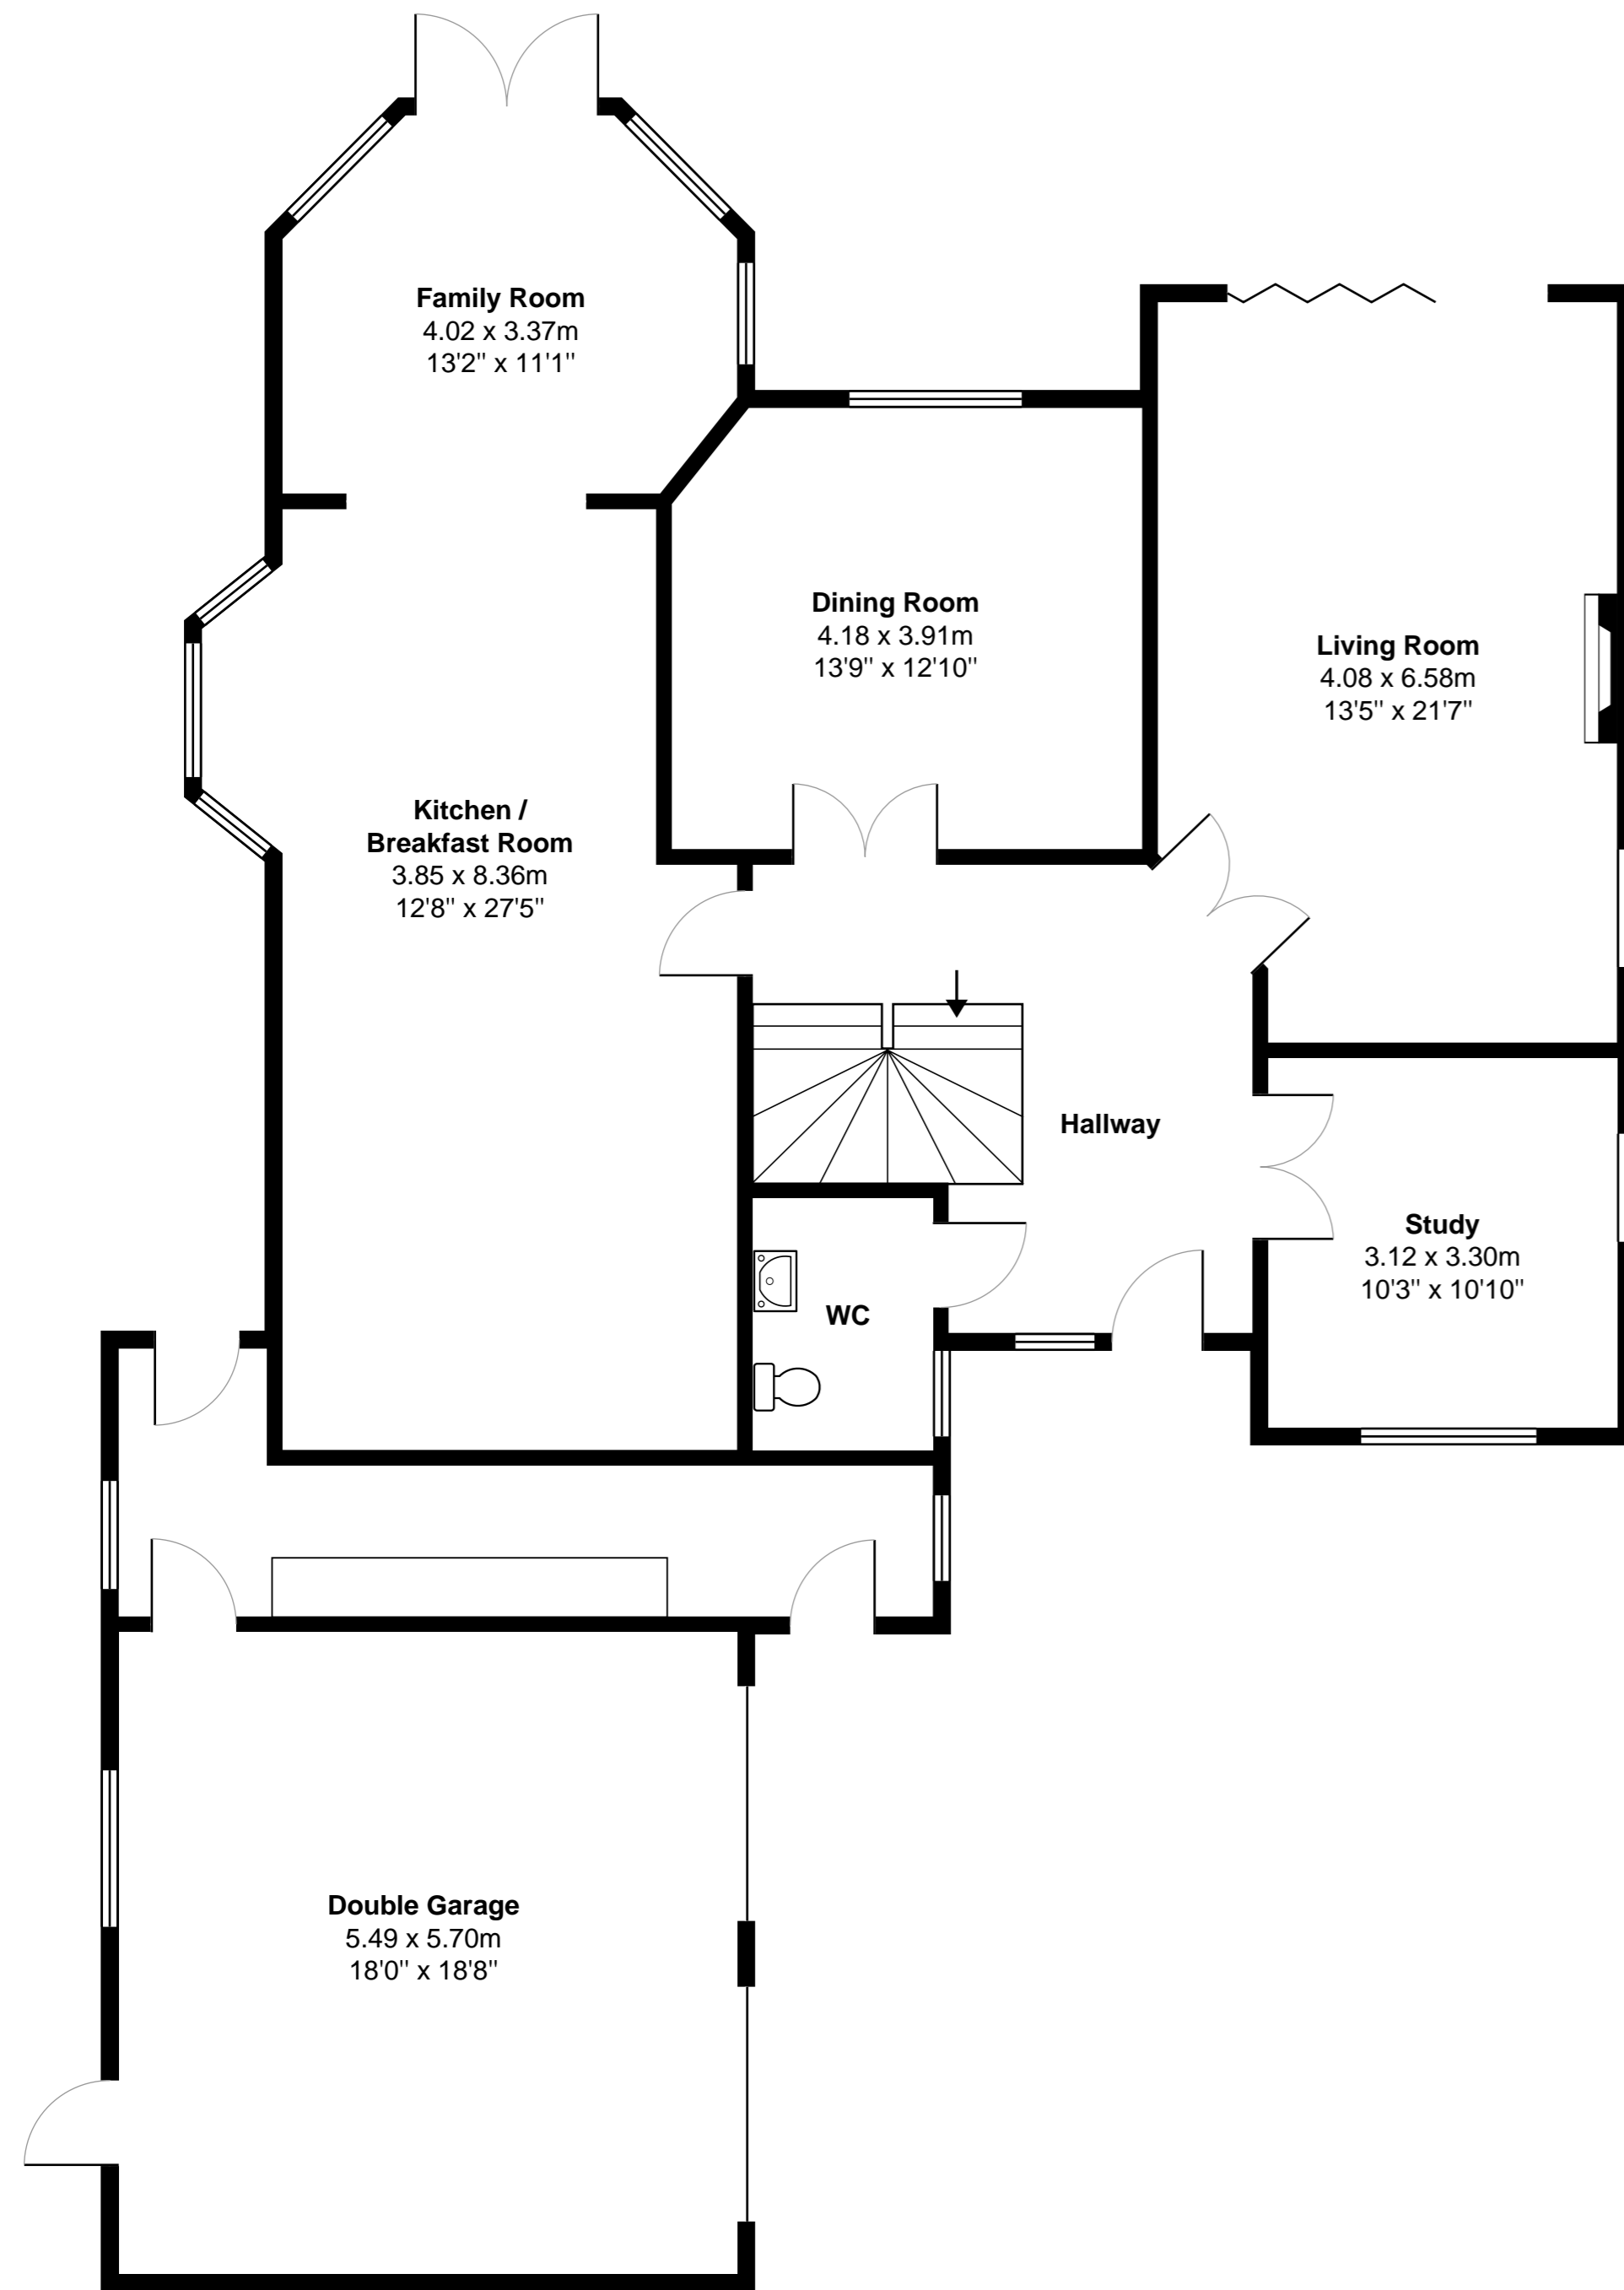 Family Room
4.02 x 3.37m
13'2" x 11'1"
Dining Room
4.18 x 3.91m
13'9" x 12'10"
Living Room
4.08 x 6.58m
13'5" x 21'7"
Kitchen /
Breakfast Room
3.85 x 8.36m
12'8" x 27'5"
Hallway
Study
3.12 x 3.30m
10'3" x 10'10"
WC
Double Garage
5.49 x 5.70m
18'0" x 18'8"